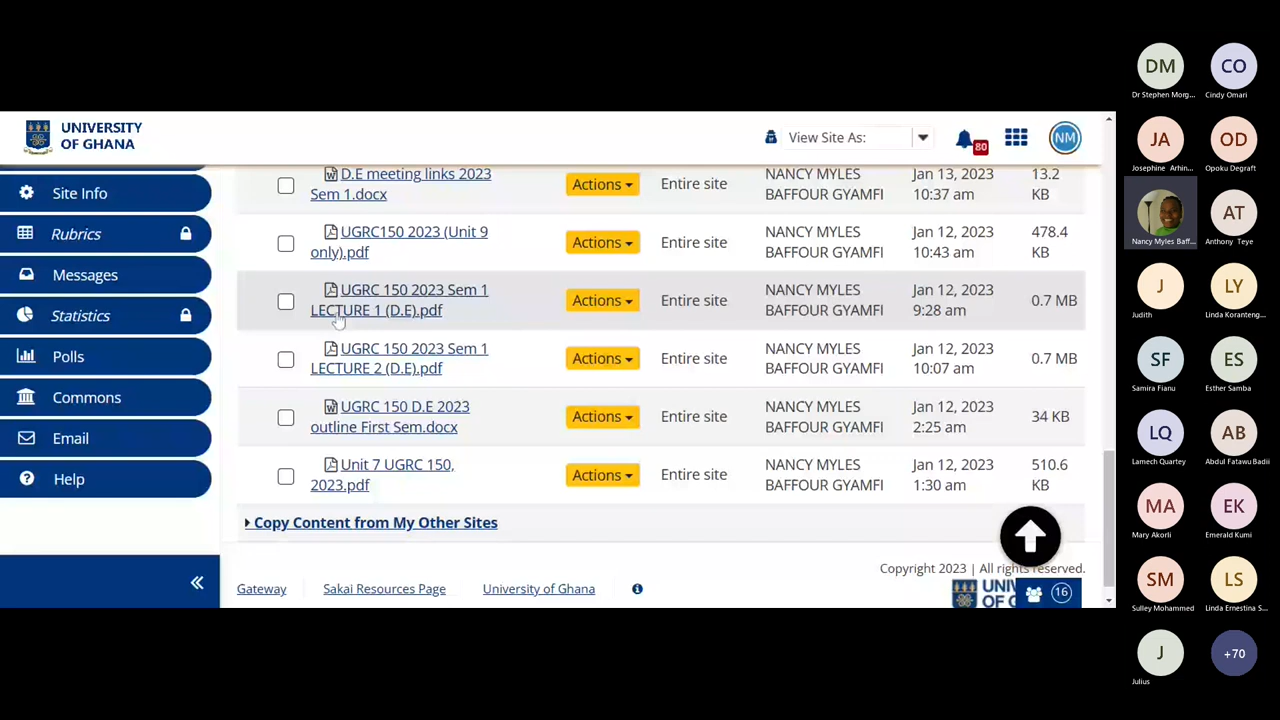 UNIVERSITY
OF GHANA
View Site As:
80
NM
Site Info
Rubrics
Messages
Statistics
Polls
Commons
Email
Help
D.E meeting links 2023
Sem 1.docx
Actions
Entire site
NANCY MYLES
BAFFOUR GYAMFI
Jan 13, 2023
10:37 am
13.2
KB
UGRC150 2023 (Unit 9
only).pdf
Actions
Entire site
NANCY MYLES
BAFFOUR GYAMFI
Jan 12, 2023
10:43 am
478.4
KB
UGRC 150 2023 Sem 1
LECTURE 1 (D.E).pdf
Actions
Entire site
NANCY MYLES
BAFFOUR GYAMFI
Jan 12, 2023
9:28 am
0.7 MB
UGRC 150 2023 Sem 1
LECTURE 2 (D.E).pdf
Actions
Entire site
NANCY MYLES
BAFFOUR GYAMFI
Jan 12, 2023
10:07 am
0.7 MB
UGRC 150 D.E 2023
outline First Sem.docx
Actions
Entire site
NANCY MYLES
BAFFOUR GYAMFI
Jan 12, 2023
2:25 am
34 KB
Unit 7 UGRC 150,
2023.pdf
Actions
Entire site
NANCY MYLES
BAFFOUR GYAMFI
Jan 12, 2023
1:30 am
510.6
KB
Copy Content from My Other Sites
Copyright 2023 | All rights reserved.
Gateway
Sakai Resources Page
University of Ghana
16
DM
Dr Stephen Morg...
CO
Cindy Omari
JA
Josephine Arhin...
OD
Opoku Degraft
Nancy Myles Baff...
AT
Anthony Teye
J
Judith
LY
Linda Koranteng...
SF
Samira Fianu
ES
Esther Samba
LQ
Lamech Quartey
AB
Abdul Fatawu Badii
MA
Mary Akorli
EK
Emerald Kumi
SM
Sulley Mohammed
LS
Linda Ernestina S...
J
Julius
+70